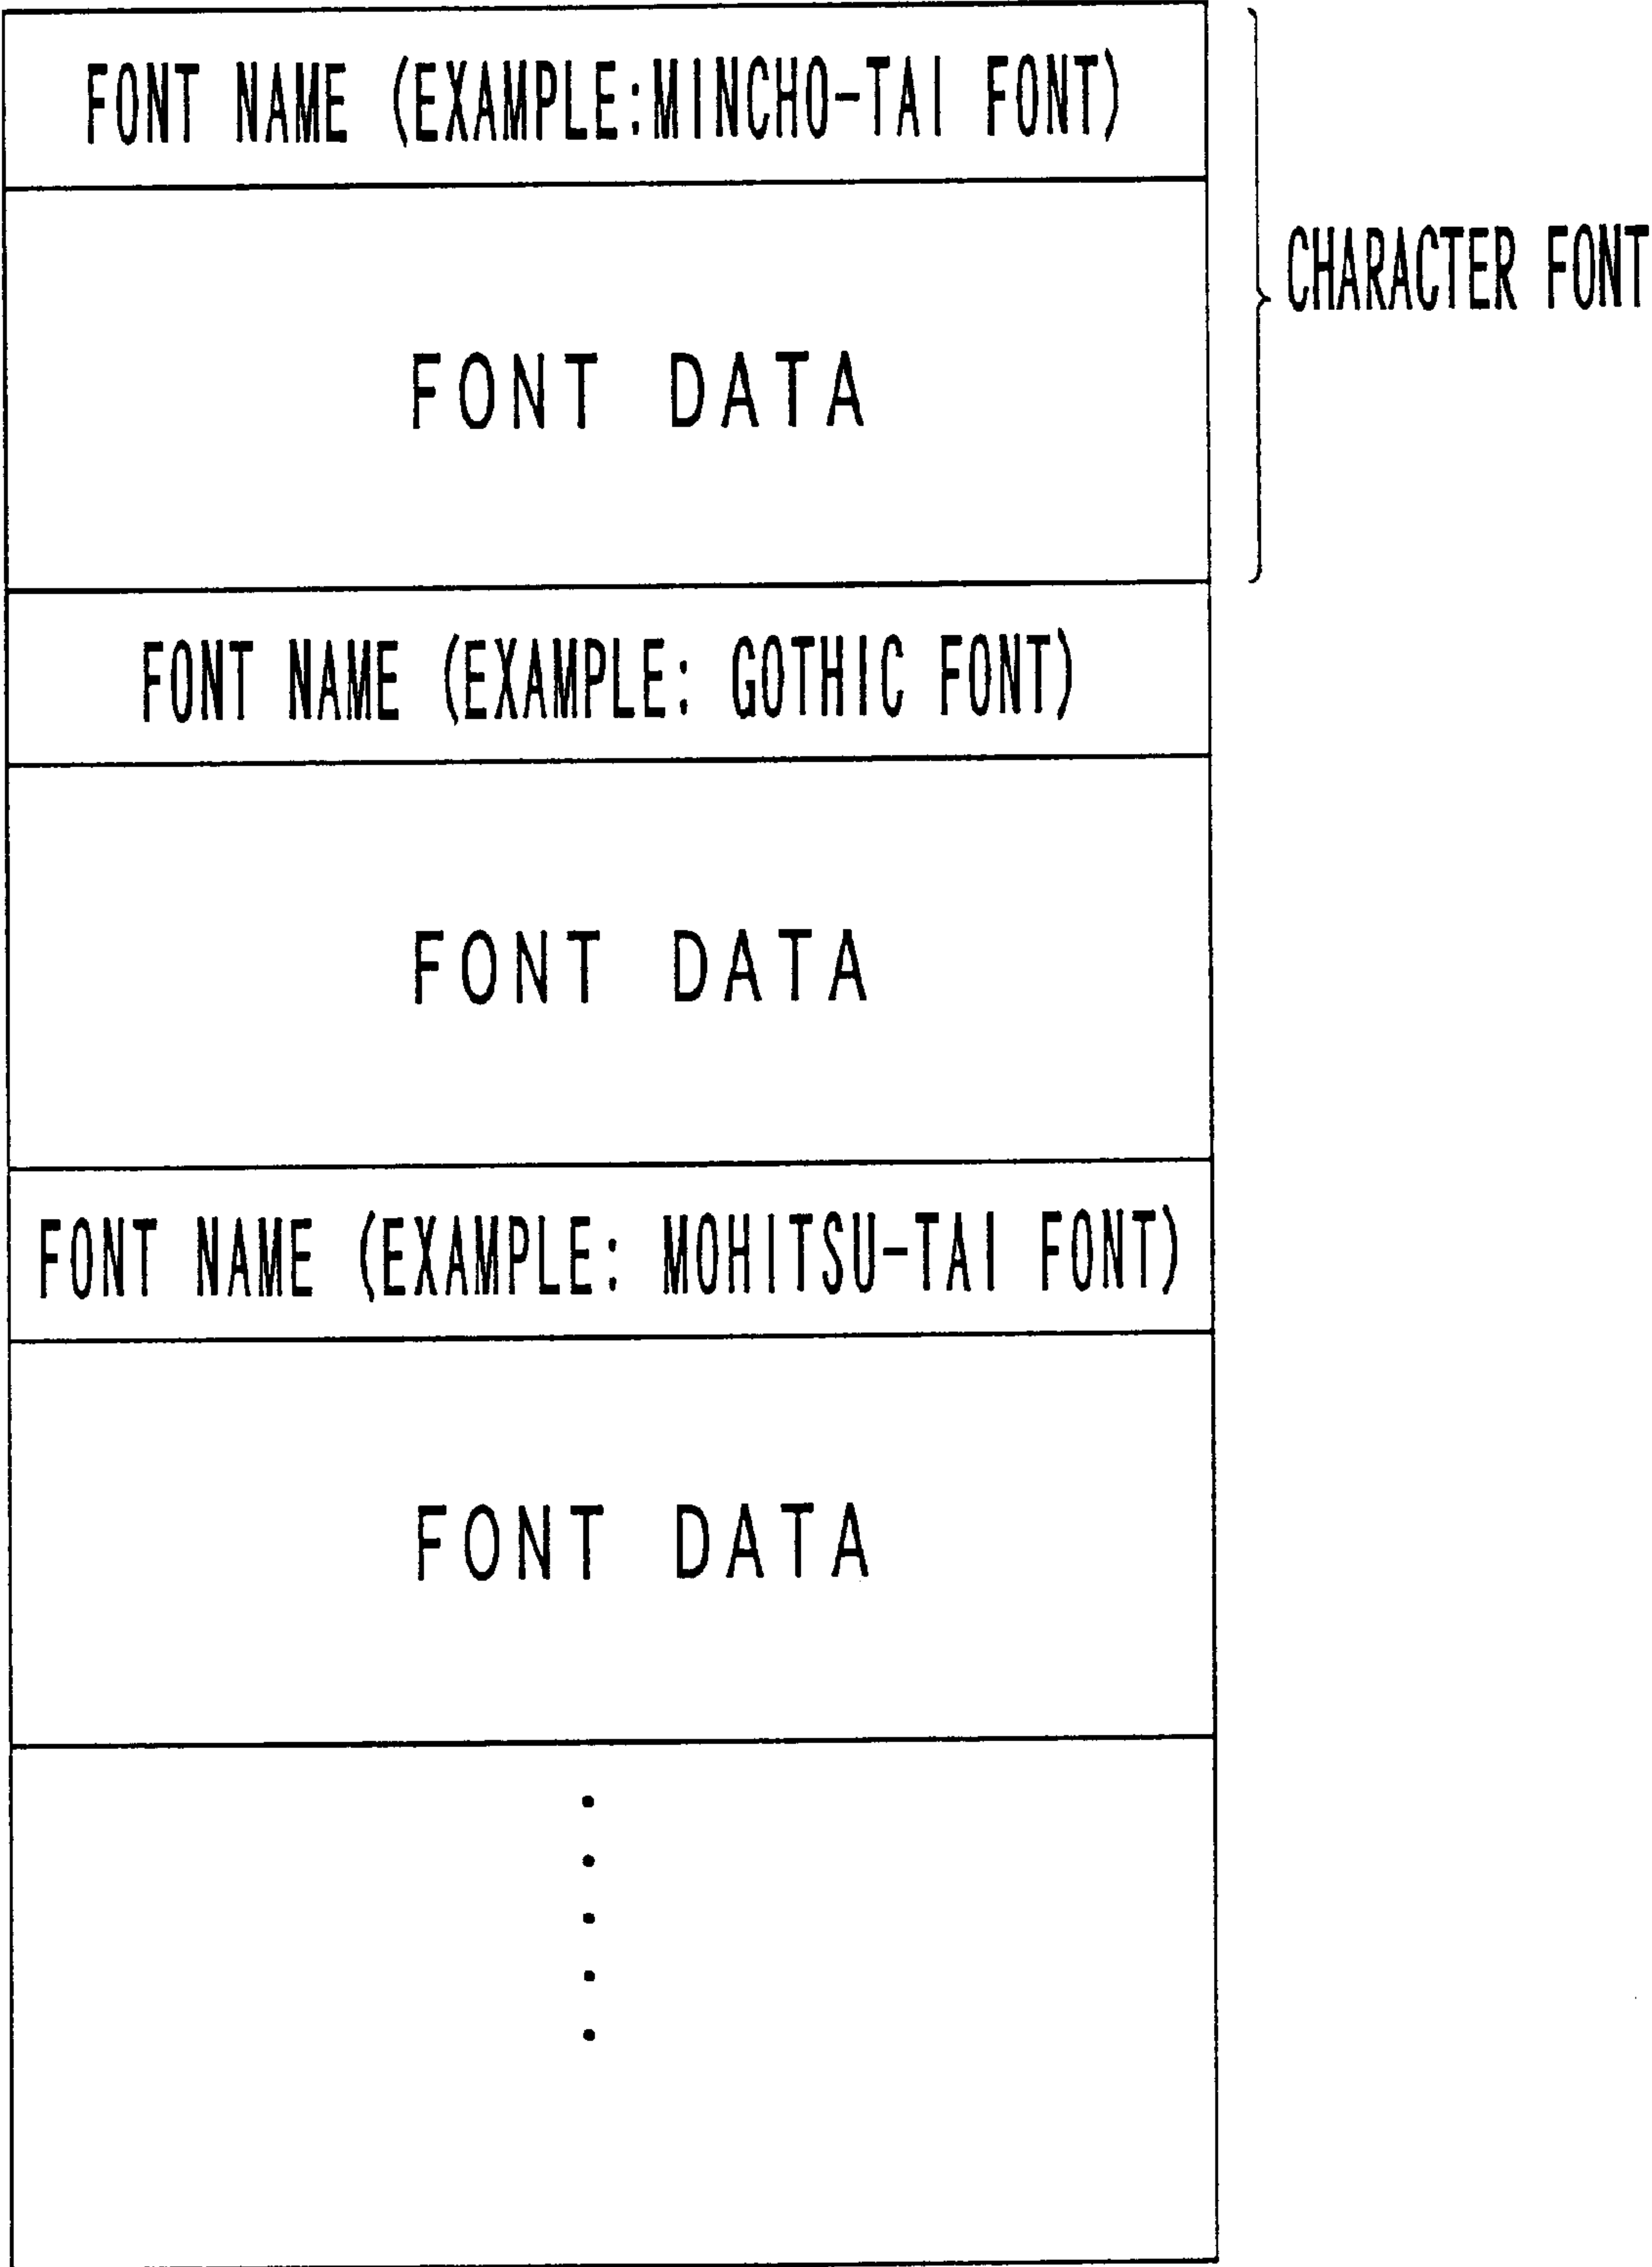 FONT NAME (EXAMPLE:MINCHO-TAI FONT)
CHARACTER FONT
FONT DATA
FONT NAME (EXAMPLE: GOTHIC FONT)
FONT DATA
FONT NAME (EXAMPLE: MOHITSU-TAI FONT)
FONT DATA